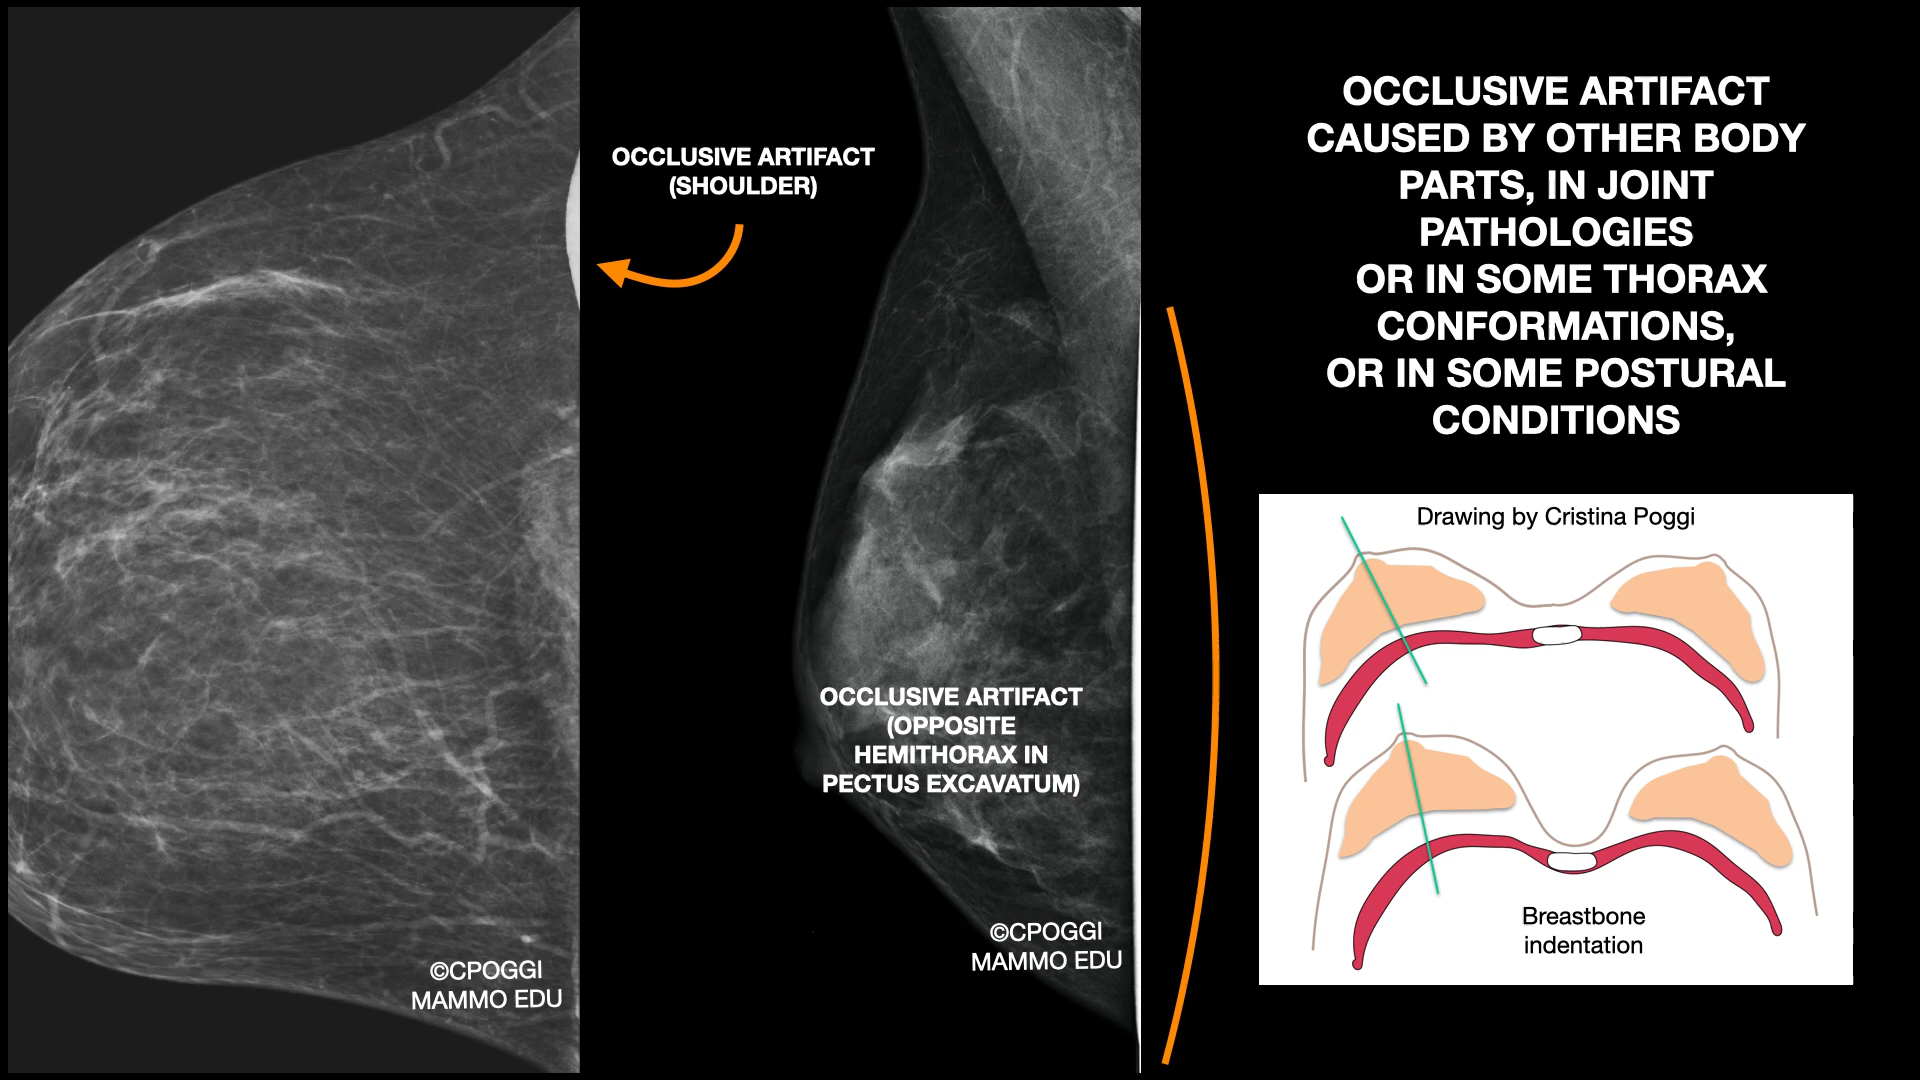 OCCLUSIVE ARTIFACT
(SHOULDER)
©CPOGGI
MAMMO EDU
OCCLUSIVE ARTIFACT
(OPPOSITE
HEMITHORAX IN
PECTUS EXCAVATUM)
©CPOGGI
MAMMO EDU
OCCLUSIVE ARTIFACT
CAUSED BY OTHER BODY
PARTS, IN JOINT
PATHOLOGIES
OR IN SOME THORAX
CONFORMATIONS,
OR IN SOME POSTURAL
CONDITIONS
Drawing by Cristina Poggi
Breastbone
indentation